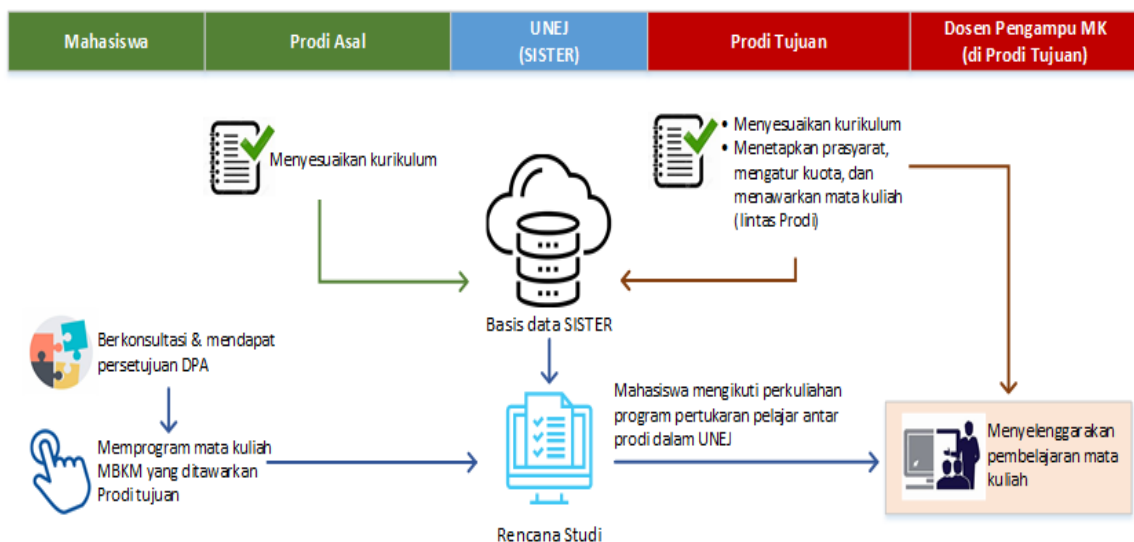 Mahasiswa
Prodi Asal
UNEJ
(SISTER)
Prodi Tujuan
Dosen Pengampu MK
(di Prodi Tujuan)
Menyesuaikan kurikulum
• Menyesuaikan kurikulum
• Menetapkan prasyarat,
mengatur kuota, dan
menawarkan mata kuliah
(lintas Prodi)
Basis data SISTER
Berkonsultasi & mendapat
persetujuan DPA
Mahasiswa mengikuti perkuliahan
program pertukaran pelajar antar
prodi dalam UNEJ
Memprogram mata kuliah
MBKM yang ditawarkan
Prodi tujuan
Menyelenggarakan
pembelajaran mata
kuliah
Rencana Studi